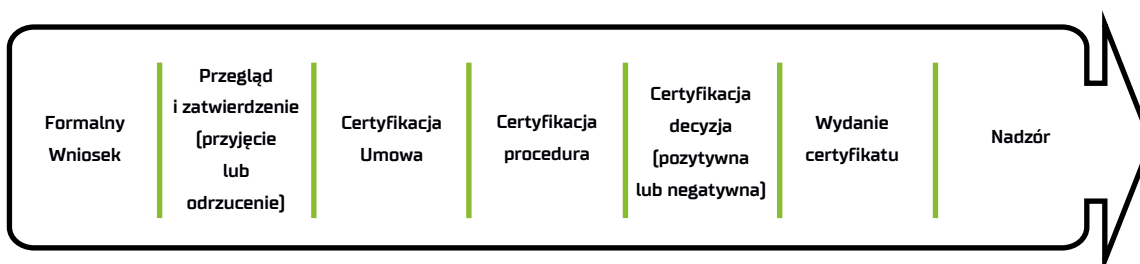 Formalny
Wniosek
Przegląd
i zatwierdzenie
(przyjęcie
lub
odrzucenie)
Certyfikacja
Umowa
Certyfikacja
procedura
Certyfikacja
decyzja
(pozytywna
lub negatywna)
Wydanie
certyfikatu
Nadzór